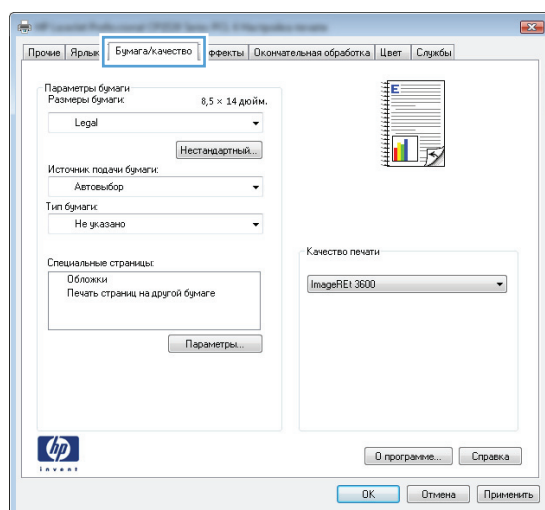 Прочие Ярлык Бумага/качество ффекты Окончательная обработка Цвет Службы
Параметры бумаги
Размеры бумаги: 8,5 × 14 дюйм.
Legal
Нестандартный...
Источник подачи бумаги:
Автовыбор
Тип бумаги:
Не указано
Специальные страницы:
Обложки
Печать страниц на другой бумаге
Параметры...
E
Качество печати
ImageREt 3600
hp
invent
О программе... Справка
OK Отмена Применить